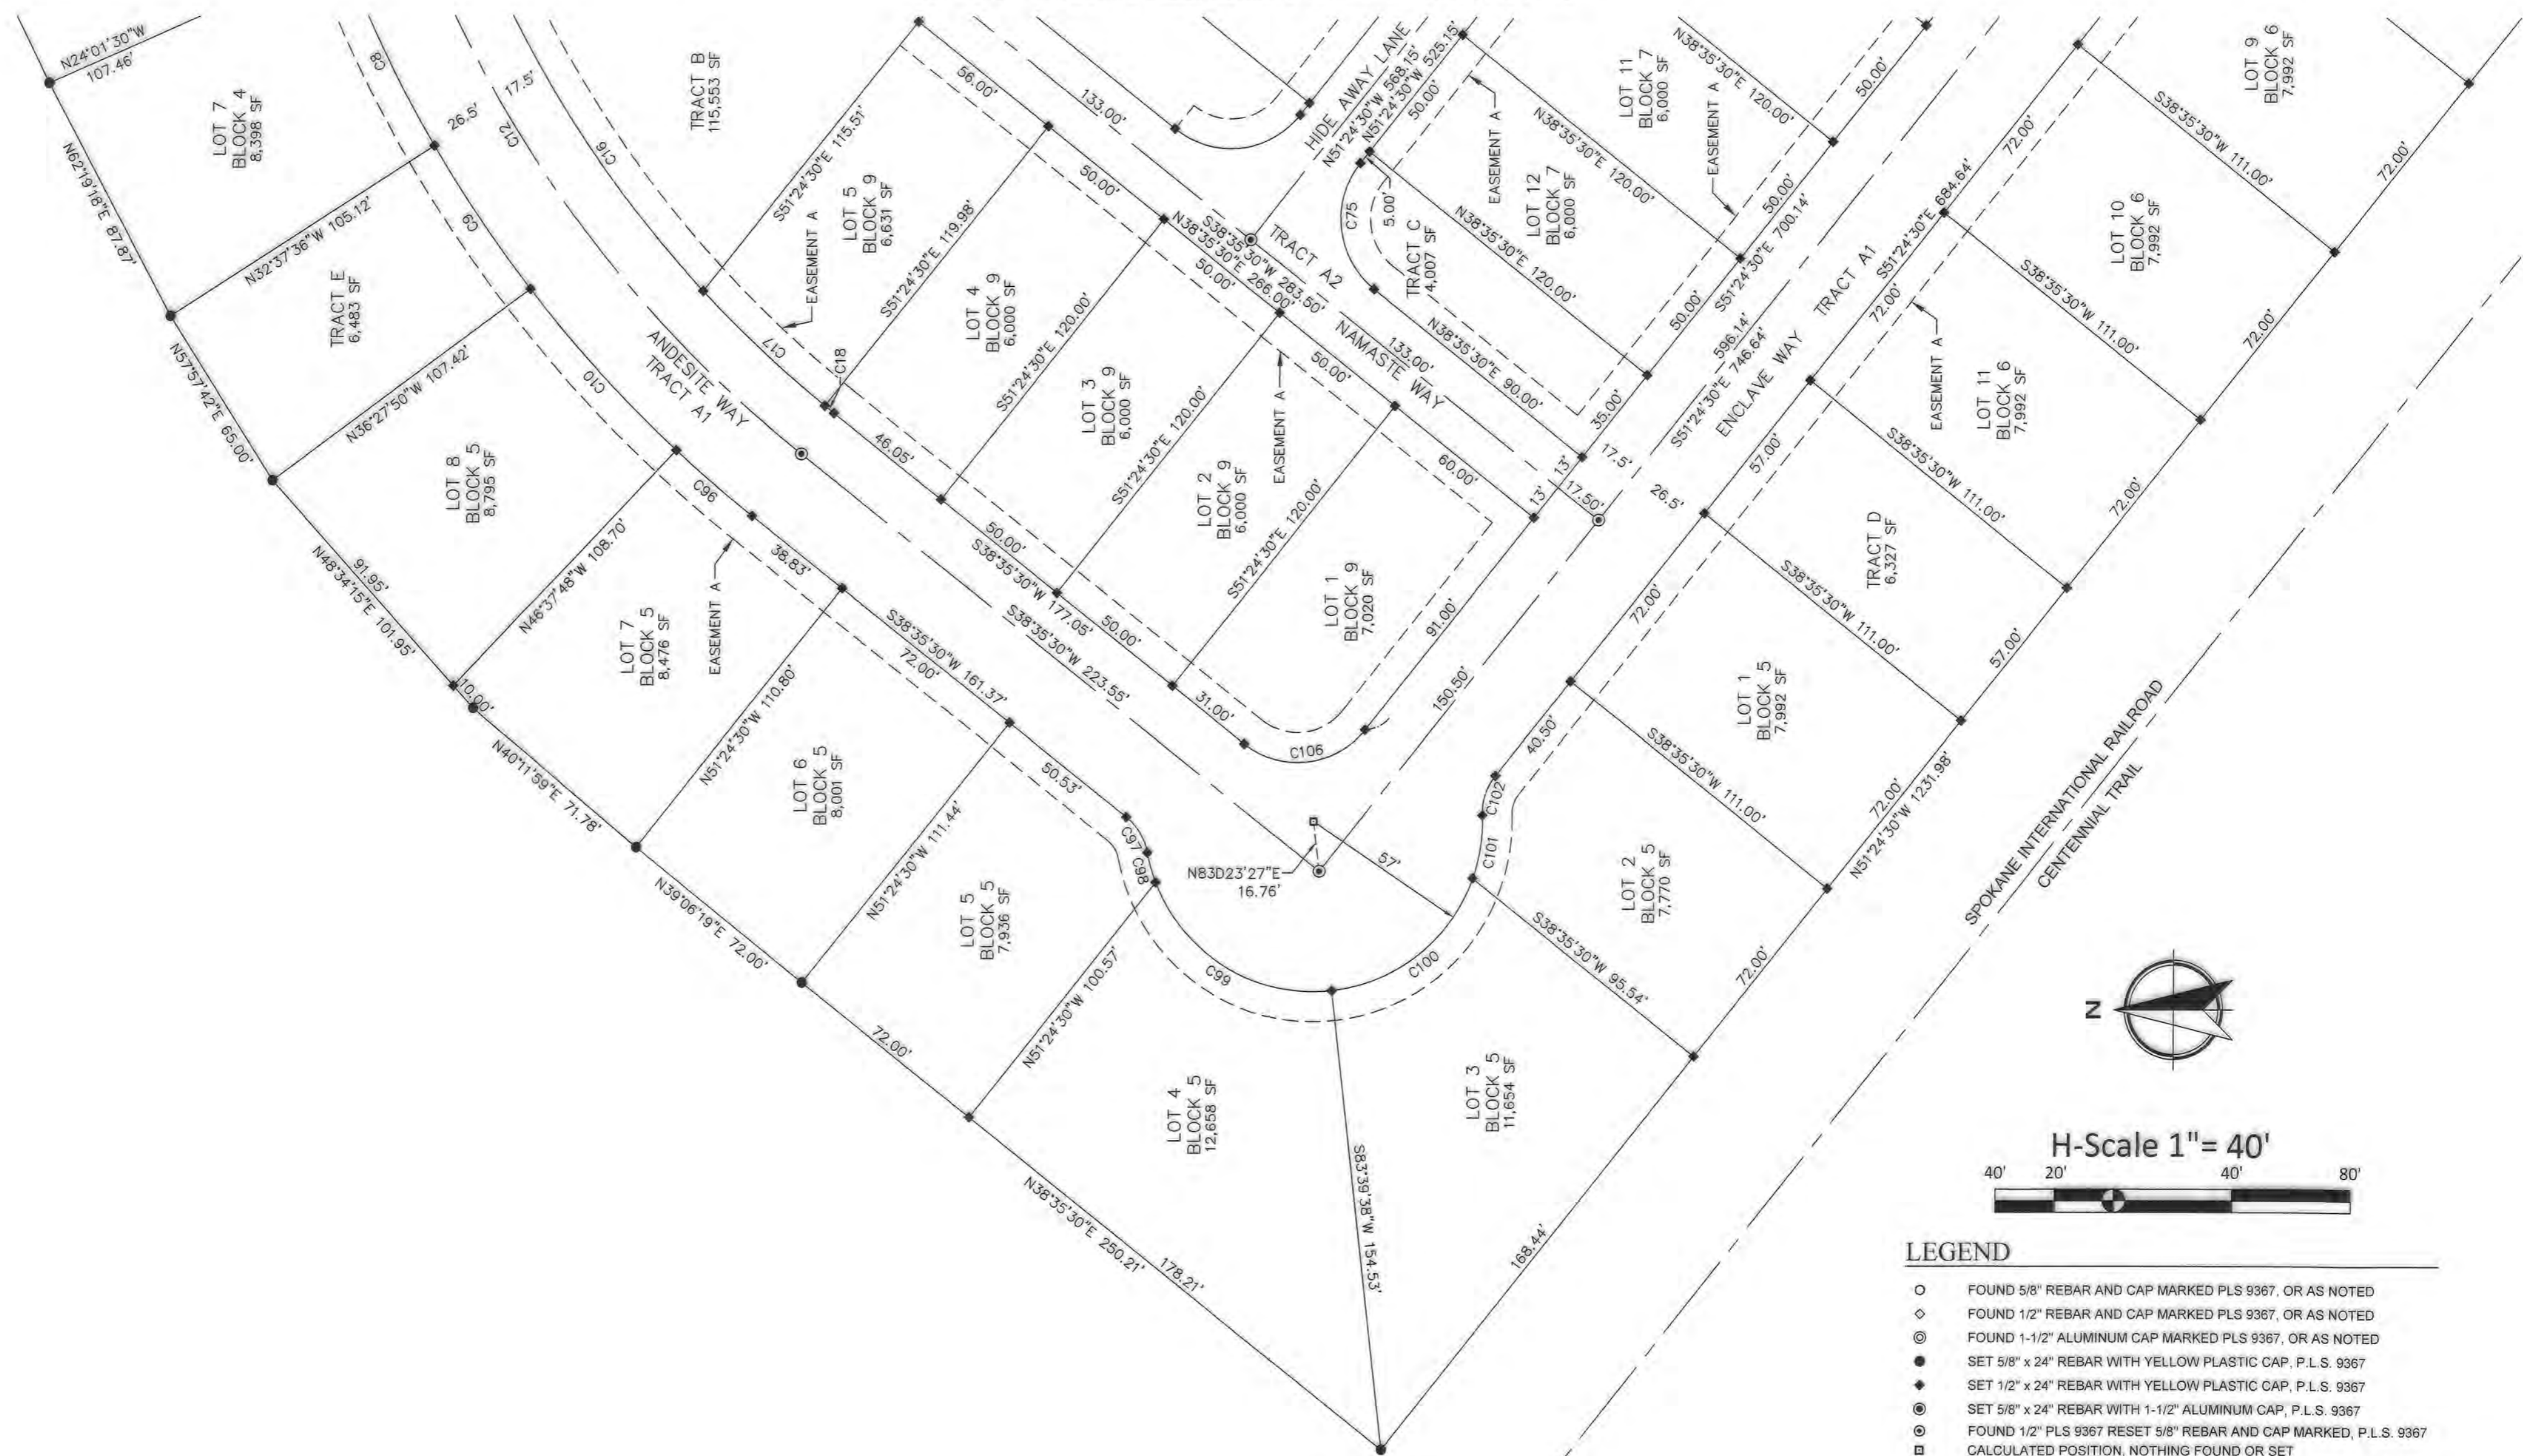 N24°01'30"W
107.46'
LOT 7
BLOCK 4
8,398 SF
N62°19'18"E 87.87'
C8
26.5'
17.5'
C12
C16
TRACT B
115,553 SF
N32°37'36"W 105.12'
C9
TRACT E
6,483 SF
N57°57'42"E 65.00'
N36°27'50"W 107.42'
C10
ANDESITE WAY
TRACT A1
LOT 8
BLOCK 5
8,795 SF
91.95'
N48°34'15"E 101.95'
N46°37'48"W 108.70'
C96
38.83'
EASEMENT A
LOT 7
BLOCK 5
8,476 SF
10.00'
N40°11'59"E 71.78'
N51°24'30"W 110.80'
S38°35'30"W 161.37'
72.00'
LOT 6
BLOCK 5
8,001 SF
N39°06'19"E 72.00'
N51°24'30"W 111.44'
50.53'
LOT 5
BLOCK 5
7,936 SF
C97
C98
72.00'
N51°24'30"W 100.57'
C99
LOT 4
BLOCK 5
12,658 SF
N38°35'30"E 250.21'
178.21'
S83°39'38"W 154.53'
LOT 3
BLOCK 5
11,654 SF
168.44'
C100
S38°35'30"W 95.54'
C101
C102
57'
N83D23'27"E
16.76'
LOT 2
BLOCK 5
7,770 SF
72.00'
40.50'
S38°35'30"W 111.00'
LOT 1
BLOCK 5
7,992 SF
72.00'
N51°24'30"W 1231.98'
72.00'
S38°35'30"W 111.00'
TRACT D
6,327 SF
57.00'
57.00'
S38°35'30"W 111.00'
LOT 11
BLOCK 6
7,992 SF
EASEMENT A
72.00'
72.00'
S38°35'30"W 111.00'
LOT 10
BLOCK 6
7,992 SF
72.00'
S51°24'30"E 684.64'
72.00'
S38°35'30"W 111.00'
LOT 9
BLOCK 6
7,992 SF
72.00'
56.00'
S51°24'30"E 115.51'
EASEMENT A
LOT 5
BLOCK 9
6,631 SF
S51°24'30"E 119.98'
C17
C18
50.00'
LOT 4
BLOCK 9
6,000 SF
46.05'
S51°24'30"E 120.00'
N38°35'30"E 266.00'
50.00'
LOT 3
BLOCK 9
6,000 SF
50.00'
S38°35'30"W 177.05'
S51°24'30"E 120.00'
50.00'
LOT 2
BLOCK 9
6,000 SF
EASEMENT A
50.00'
S51°24'30"E 120.00'
60.00'
LOT 1
BLOCK 9
7,020 SF
31.00'
C106
91.00'
S38°35'30"W 223.55'
150.50'
133.00'
HIDE AWAY LANE
N51°24'30"W 568.15'
N51°24'30"W 525.15'
50.00'
S38°35'30"W 283.50'
TRACT A2
133.00'
NAMASTE WAY
C75
5.00'
TRACT C
4,007 SF
N38°35'30"E 90.00'
13'
13'
17.50'
17.5'
26.5'
35.00'
EASEMENT A
LOT 12
BLOCK 7
6,000 SF
N38°35'30"E 120.00'
N38°35'30"E 120.00'
50.00'
LOT 11
BLOCK 7
6,000 SF
EASEMENT A
N38°35'30"E 120.00'
50.00'
50.00'
S51°24'30"E 700.14'
596.14'
S51°24'30"E 746.64'
ENCLAVE WAY
TRACT A1
SPOKANE INTERNATIONAL RAILROAD
CENTENNIAL TRAIL
N
H-Scale 1"= 40'
40' 20' 40' 80'
LEGEND
FOUND 5/8" REBAR AND CAP MARKED PLS 9367, OR AS NOTED
FOUND 1/2" REBAR AND CAP MARKED PLS 9367, OR AS NOTED
FOUND 1-1/2" ALUMINUM CAP MARKED PLS 9367, OR AS NOTED
SET 5/8" x 24" REBAR WITH YELLOW PLASTIC CAP, P.L.S. 9367
SET 1/2" x 24" REBAR WITH YELLOW PLASTIC CAP, P.L.S. 9367
SET 5/8" x 24" REBAR WITH 1-1/2" ALUMINUM CAP, P.L.S. 9367
FOUND 1/2" PLS 9367 RESET 5/8" REBAR AND CAP MARKED, P.L.S. 9367
CALCULATED POSITION, NOTHING FOUND OR SET